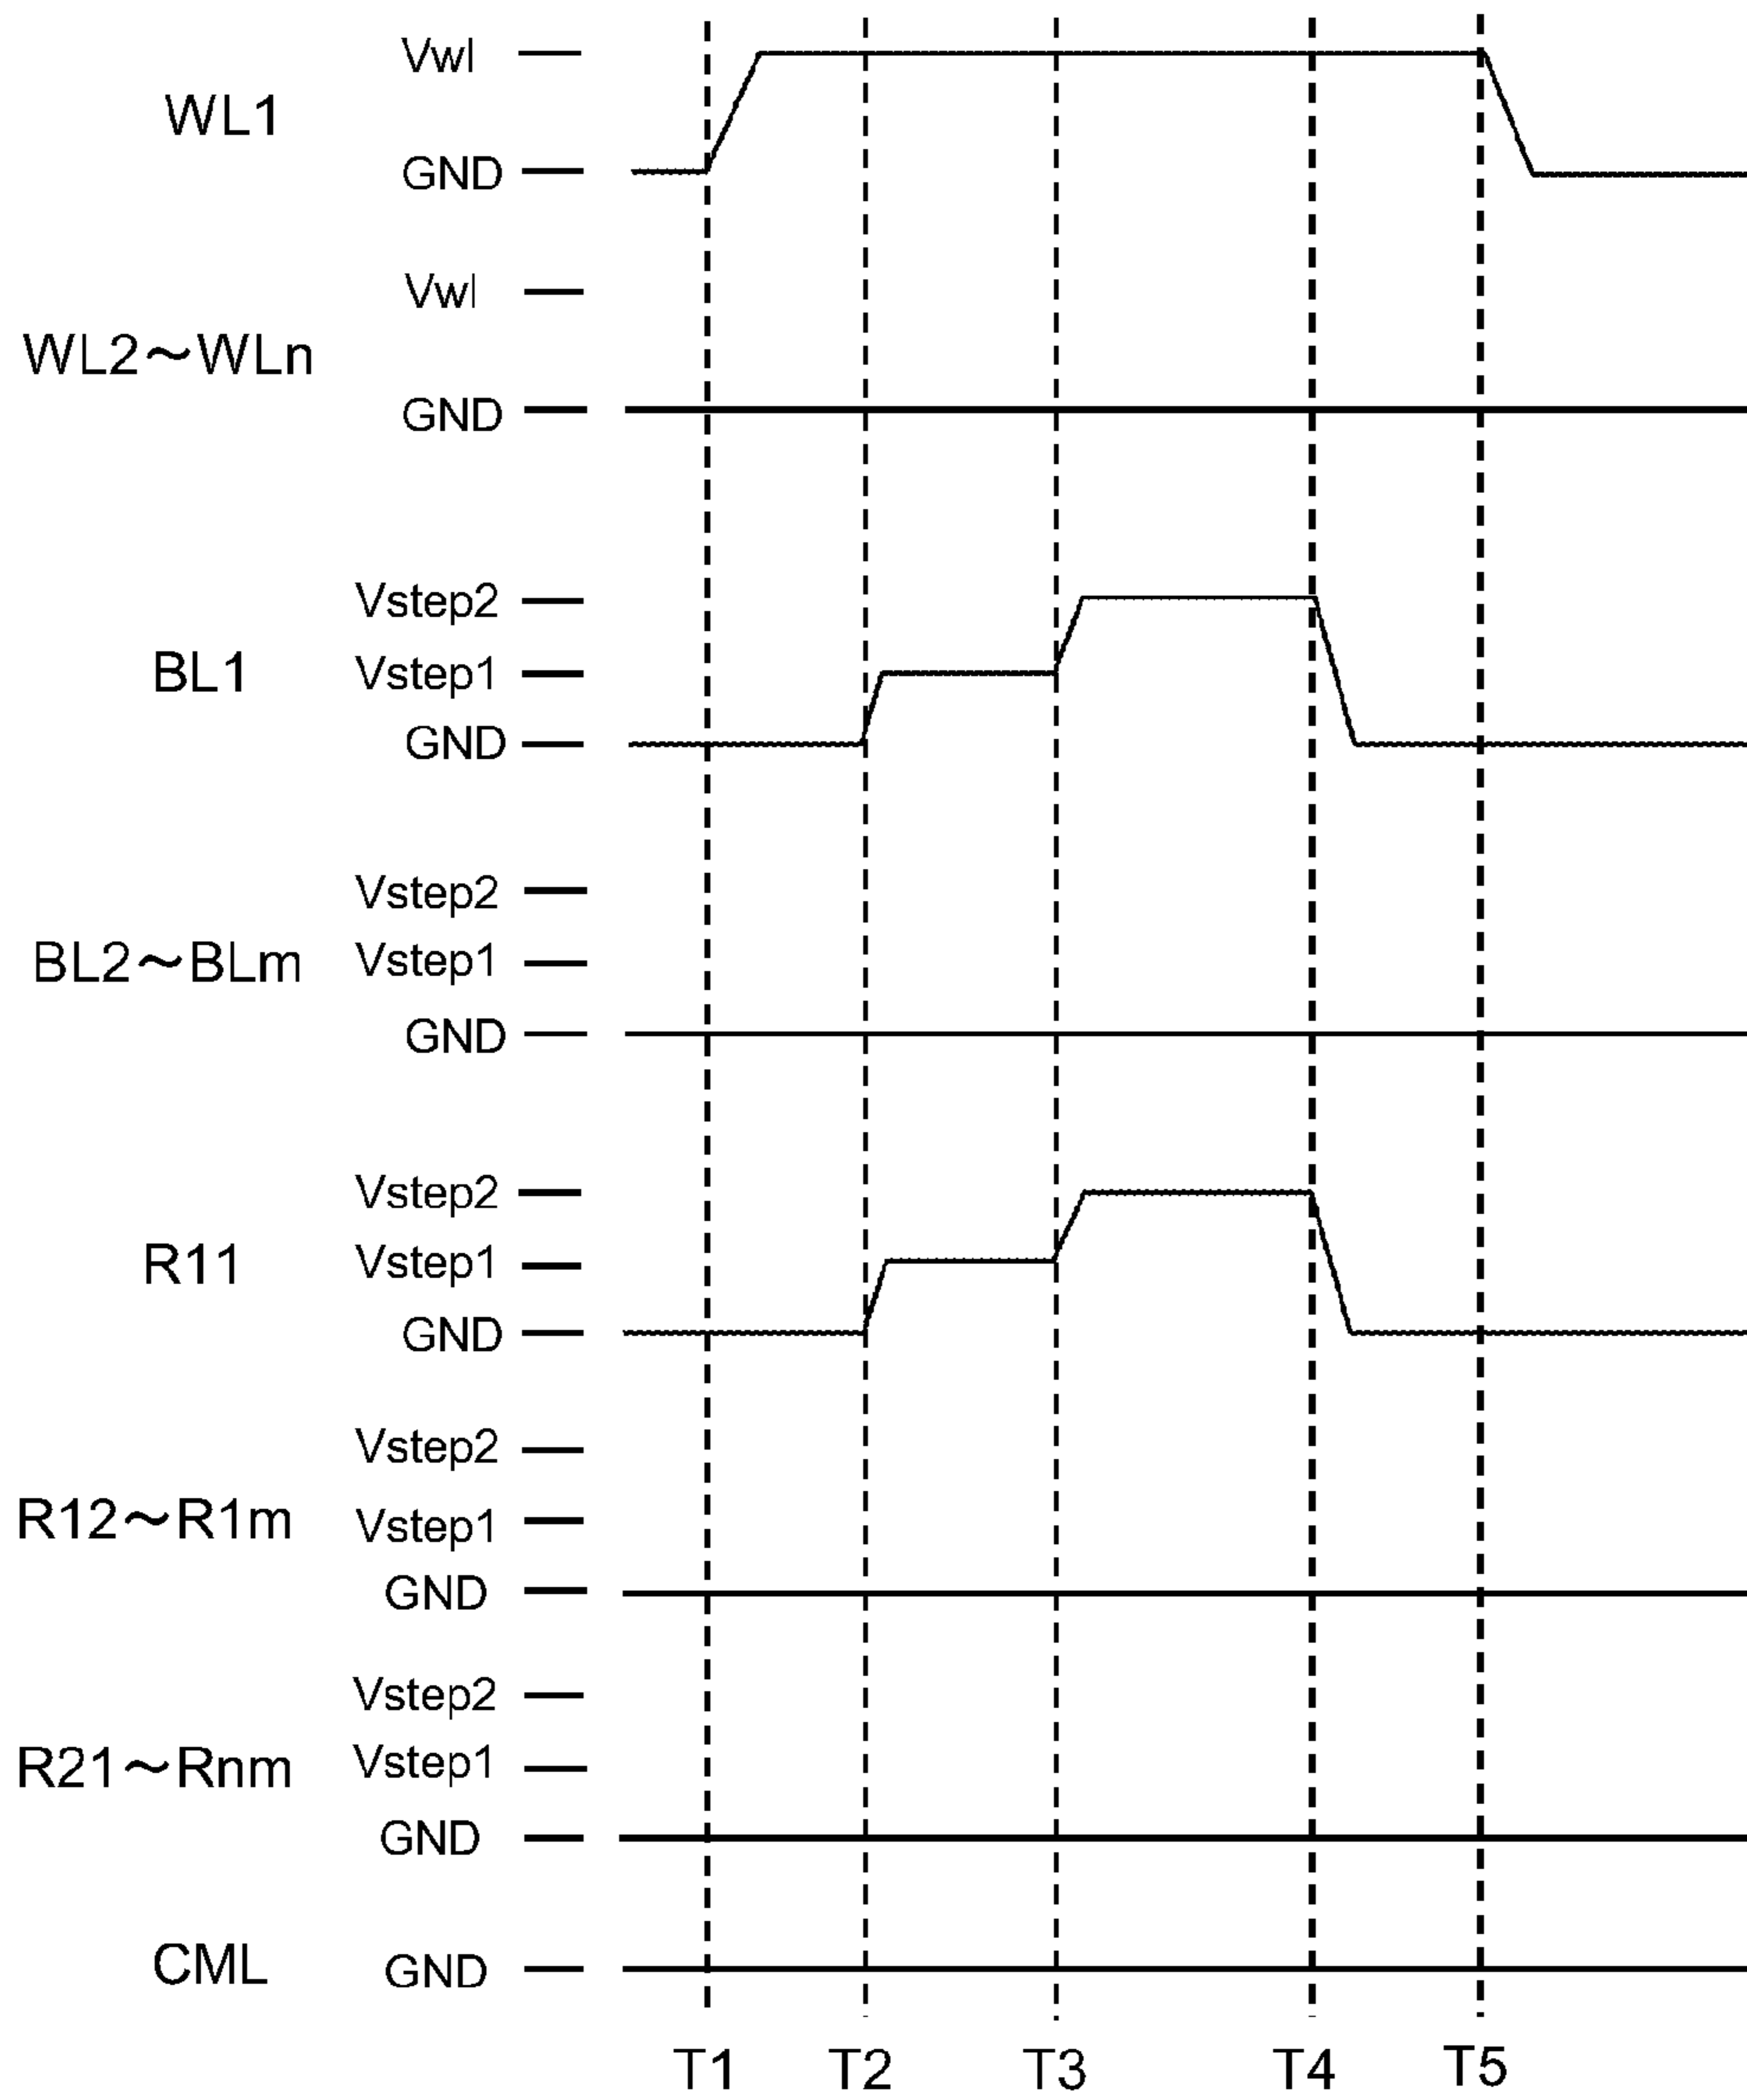 Vwl
WL1
GND
Vwl
WL2～WLn
GND
Vstep2
BL1 Vstep1
GND
Vstep2
BL2～BLm Vstep1
GND
Vstep2
R11 Vstep1
GND
Vstep2
R12～R1m Vstep1
GND
Vstep2
R21～Rnm Vstep1
GND
CML GND
T1 T2 T3 T4 T5